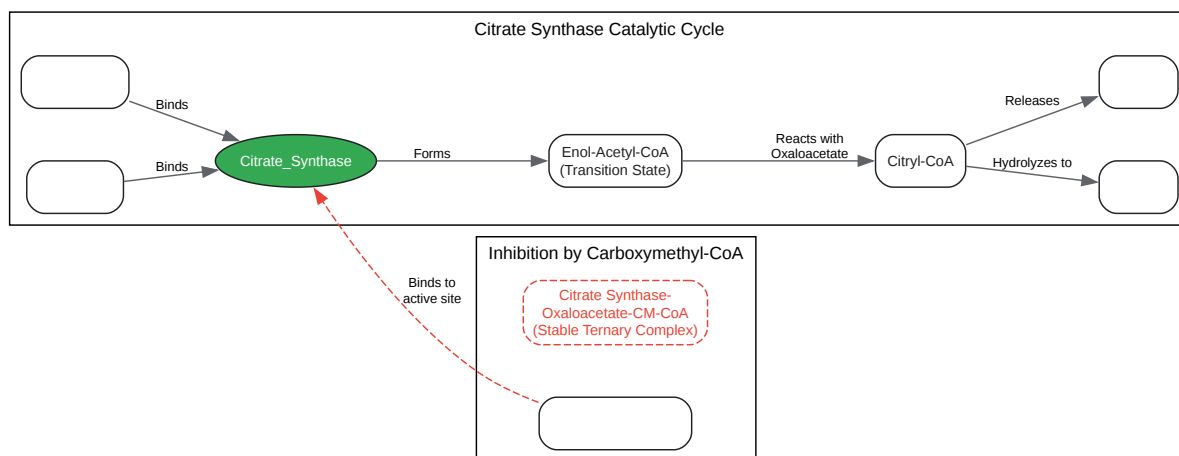 Citrate Synthase Catalytic Cycle
Binds
Binds
Citrate_Synthase
Forms
Enol-Acetyl-CoA
(Transition State)
Reacts with
Oxaloacetate
Citryl-CoA
Releases
Hydrolyzes to
Inhibition by Carboxymethyl-CoA
Binds to
active site
Citrate Synthase-
Oxaloacetate-CM-CoA
(Stable Ternary Complex)